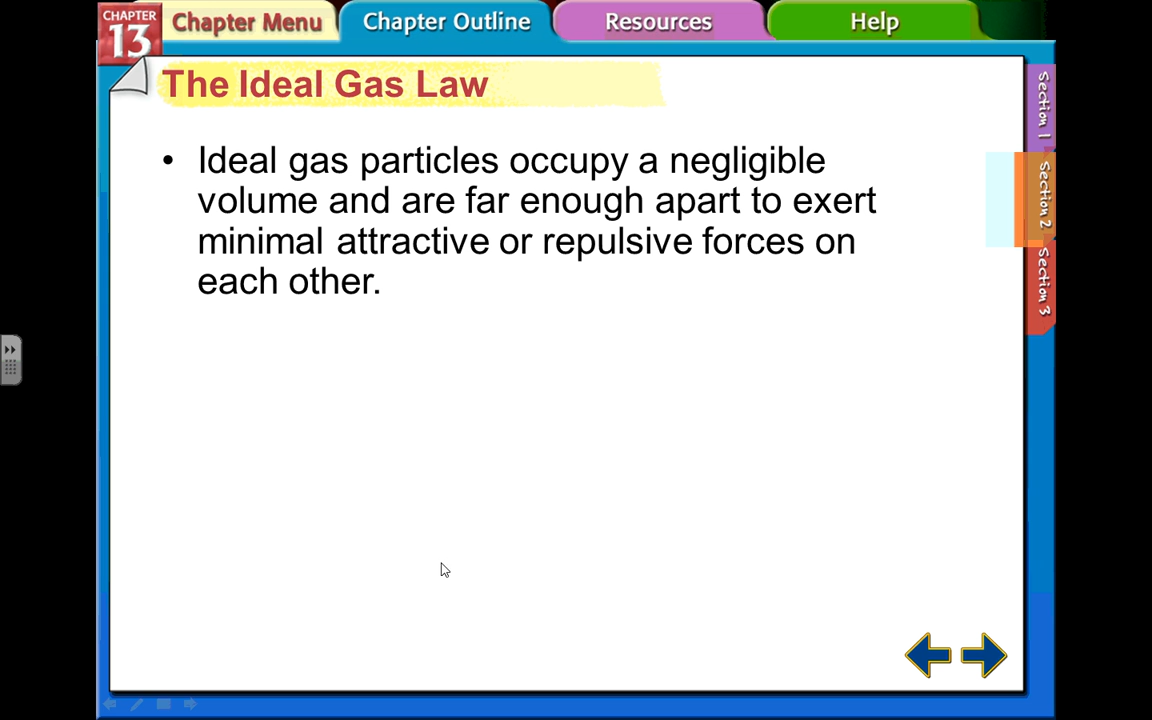 CHAPTER
13
Chapter Menu
Chapter Outline
Resources
Help
The Ideal Gas Law
• Ideal gas particles occupy a negligible
volume and are far enough apart to exert
minimal attractive or repulsive forces on
each other.
Section 1
Section 2
Section 3